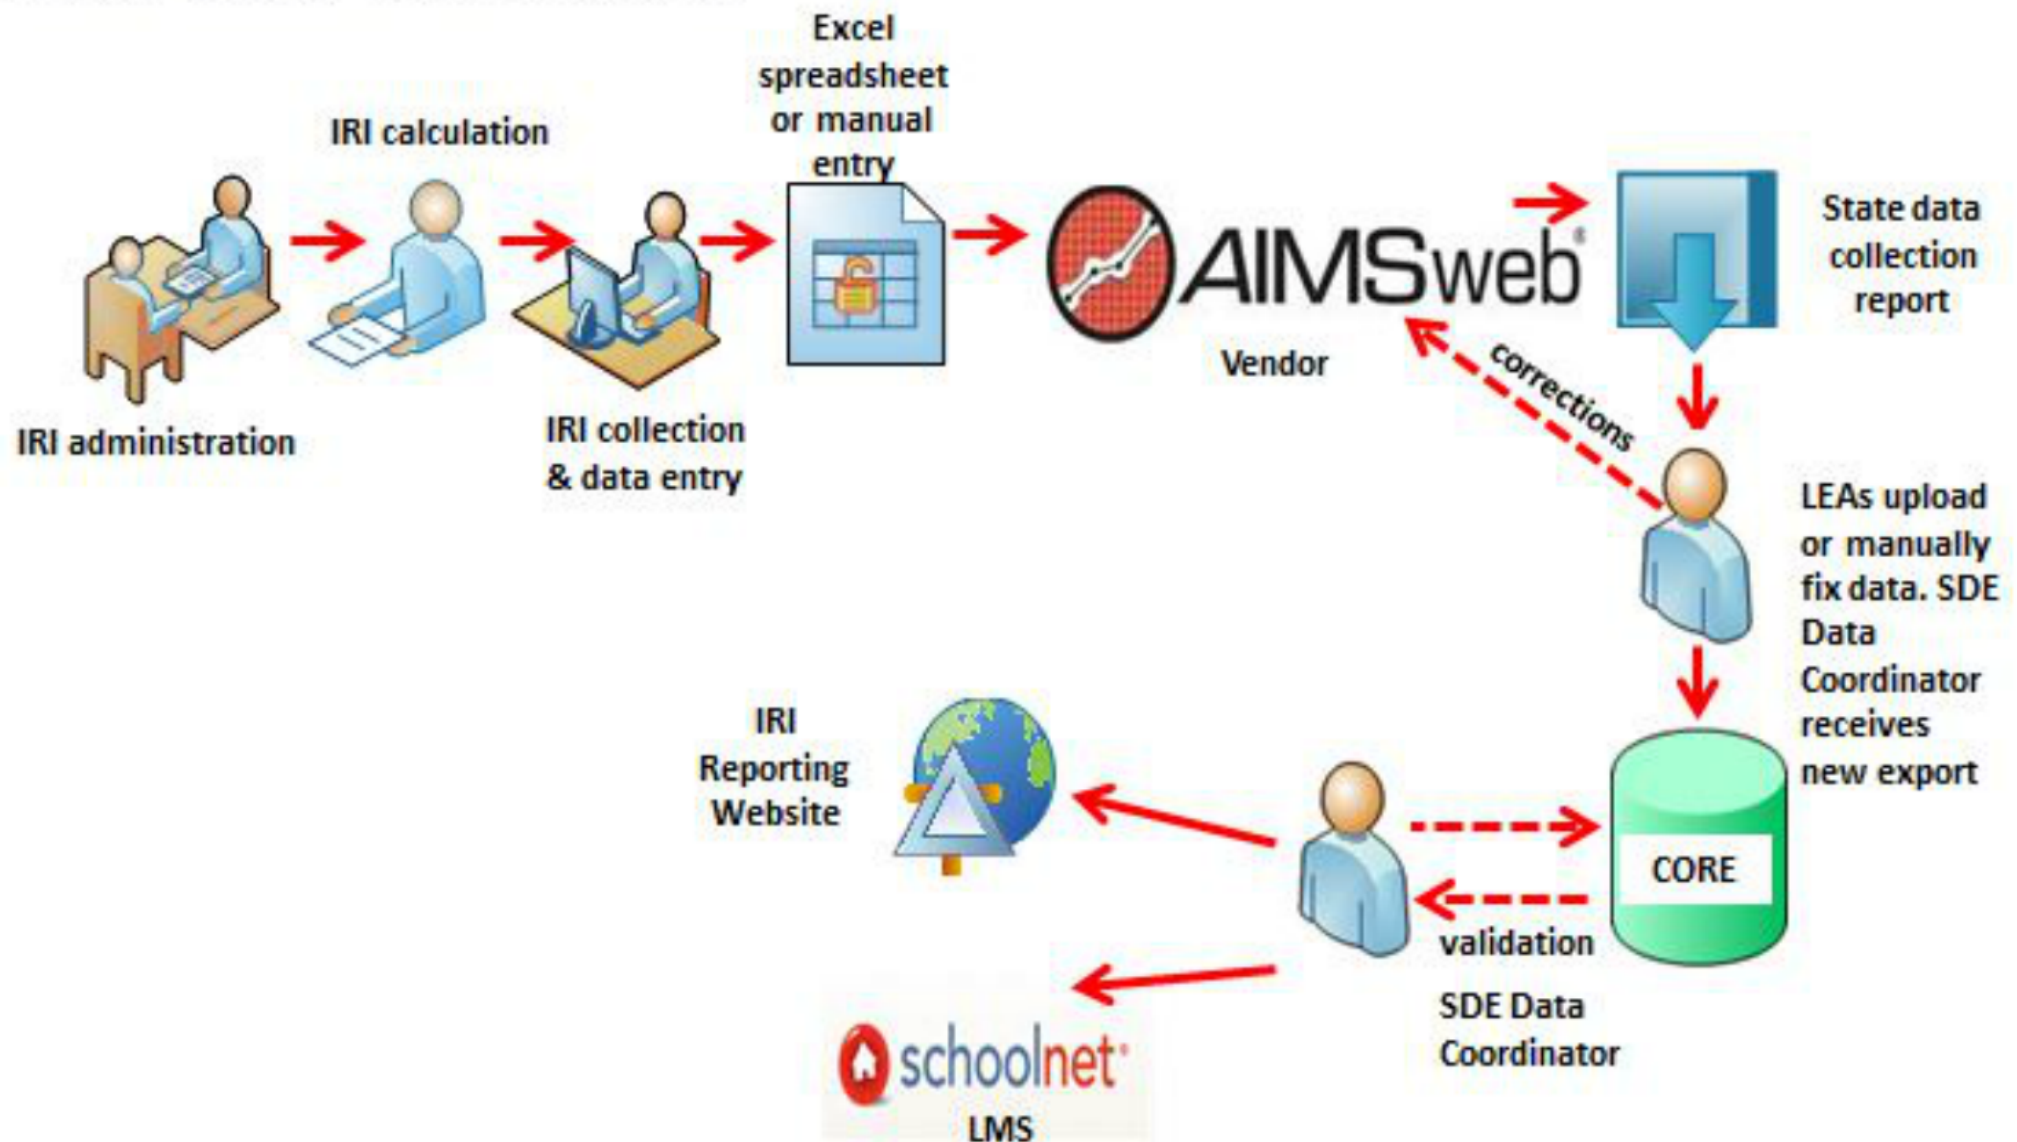 Excel
spreadsheet
or manual
entry
IRI calculation
IRI administration
IRI collection
& data entry
AIMSweb®
Vendor
State data
collection
report
corrections
LEAs upload
or manually
fix data. SDE
Data
Coordinator
receives
new export
IRI
Reporting
Website
CORE
validation
SDE Data
Coordinator
schoolnet
LMS